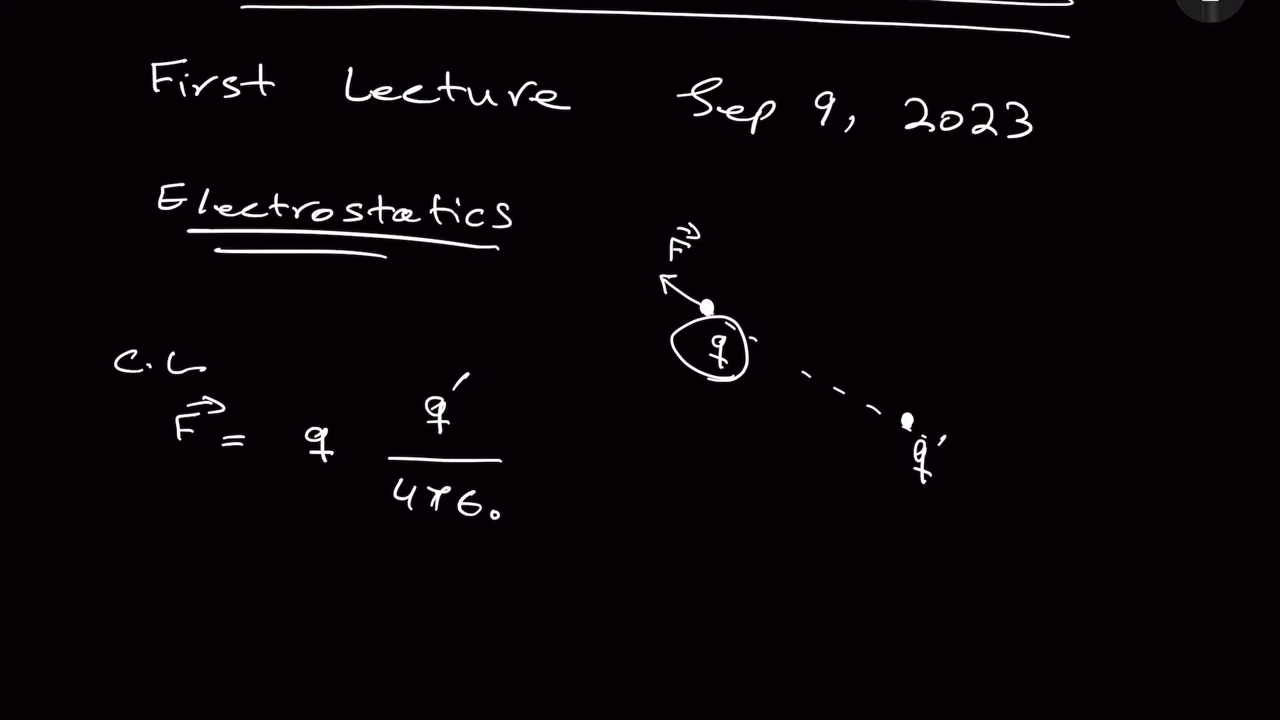 First Lecture Sep 9, 2023
Electrostatics
F⃗
q
C.L
F⃗ = q q′ / 4πϵ₀
q′